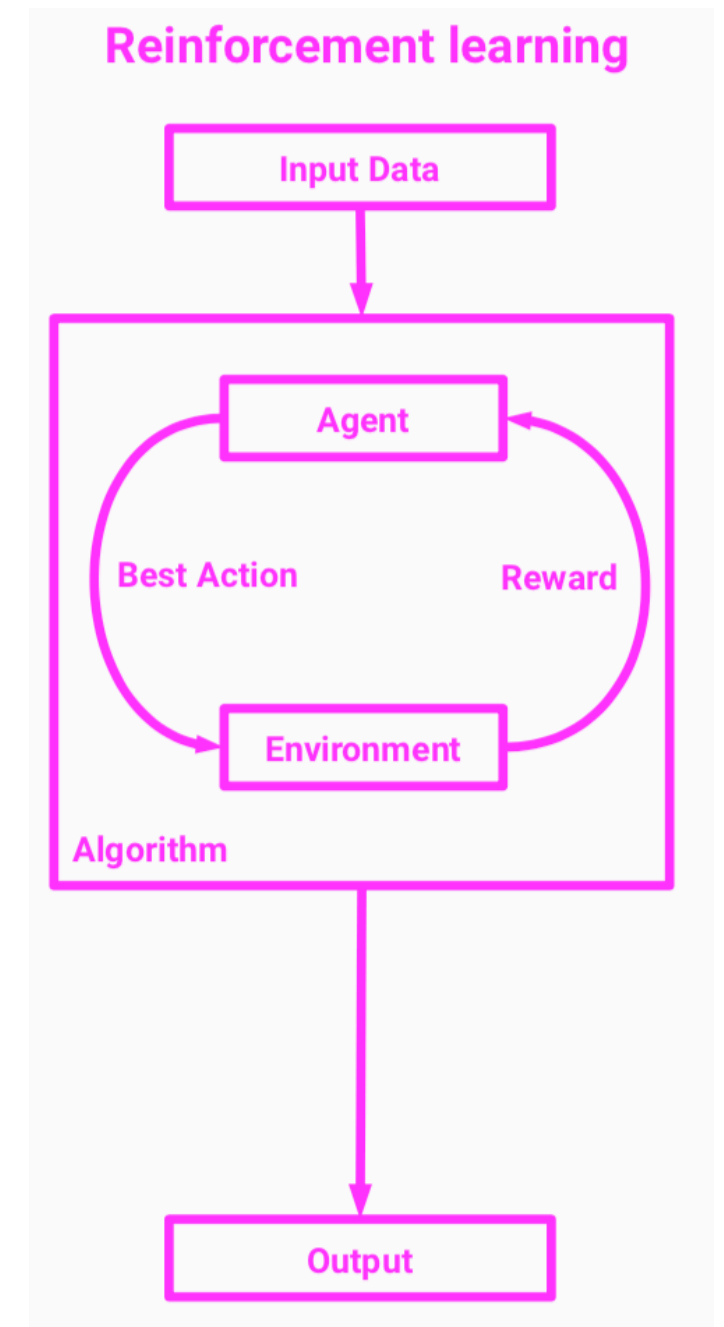 Reinforcement learning
Input Data
Agent
Best Action
Reward
Environment
Algorithm
Output